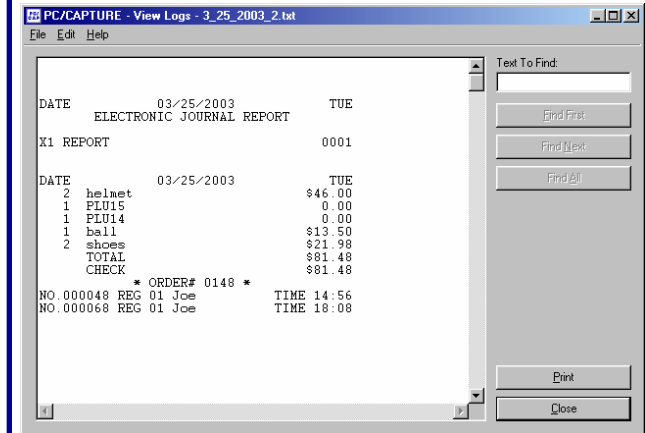 PC/CAPTURE - View Logs - 3_25_2003_2.txt
File Edit Help
Text To Find:
DATE 03/25/2003 TUE
ELECTRONIC JOURNAL REPORT
X1 REPORT 0001
DATE 03/25/2003 TUE
2 helmet $46.00
1 PLU15 0.00
1 PLU14 0.00
1 ball $13.50
2 shoes $21.98
TOTAL $81.48
CHECK $81.48
* ORDER# 0148 *
NO.000048 REG 01 Joe TIME 14:56
NO.000068 REG 01 Joe TIME 18:08
Find First
Find Next
Find All
Print
Close